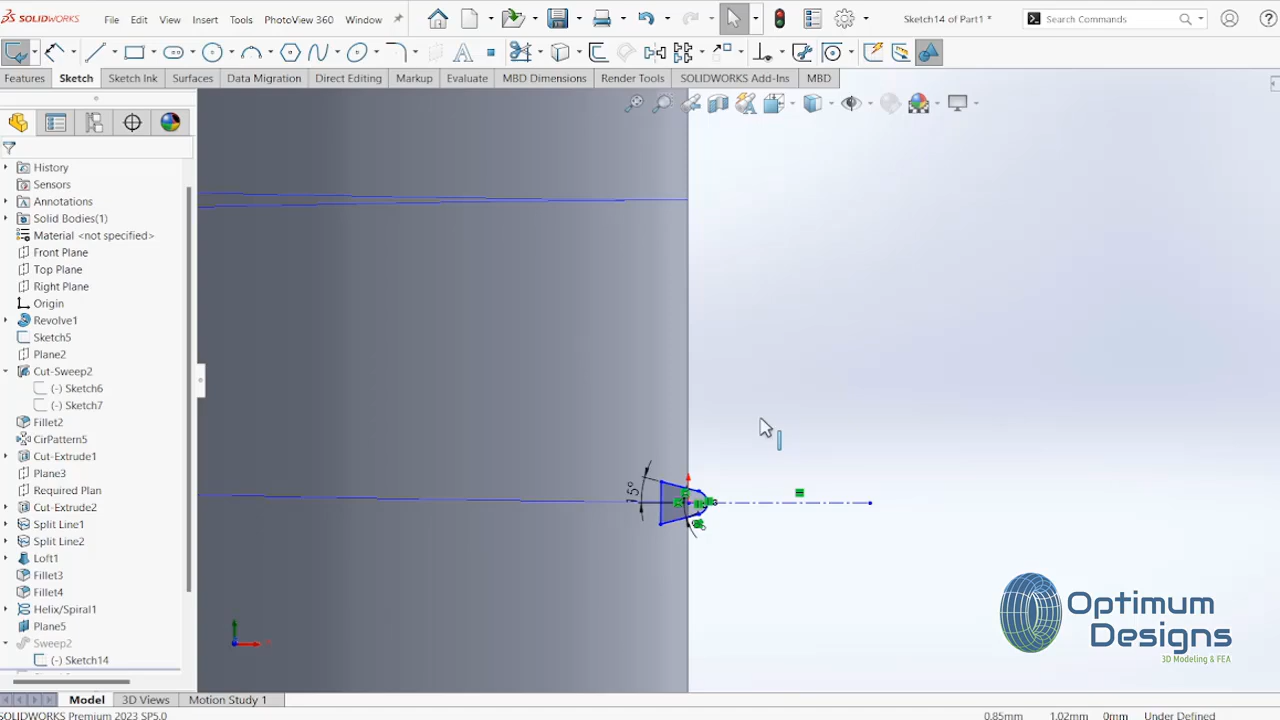 SOLIDWORKS
File
Edit
View
Insert
Tools
PhotoView 360
Window
Sketch14 of Part1 *
Search Commands
Features
Sketch
Sketch Ink
Surfaces
Data Migration
Direct Editing
Markup
Evaluate
MBD Dimensions
Render Tools
SOLIDWORKS Add-Ins
MBD
History
Sensors
Annotations
Solid Bodies(1)
Material <not specified>
Front Plane
Top Plane
Right Plane
Origin
Revolve1
Sketch5
Plane2
Cut-Sweep2
(-) Sketch6
(-) Sketch7
Fillet2
CirPattern5
Cut-Extrude1
Plane3
Required Plan
Cut-Extrude2
Split Line1
Split Line2
Loft1
Fillet3
Fillet4
Helix/Spiral1
Plane5
Sweep2
(-) Sketch14
15°
Optimum
Designs
3D Modeling & FEA
Model
3D Views
Motion Study 1
SOLIDWORKS Premium 2023 SP5.0
0.85mm
1.02mm
0mm
Under Defined